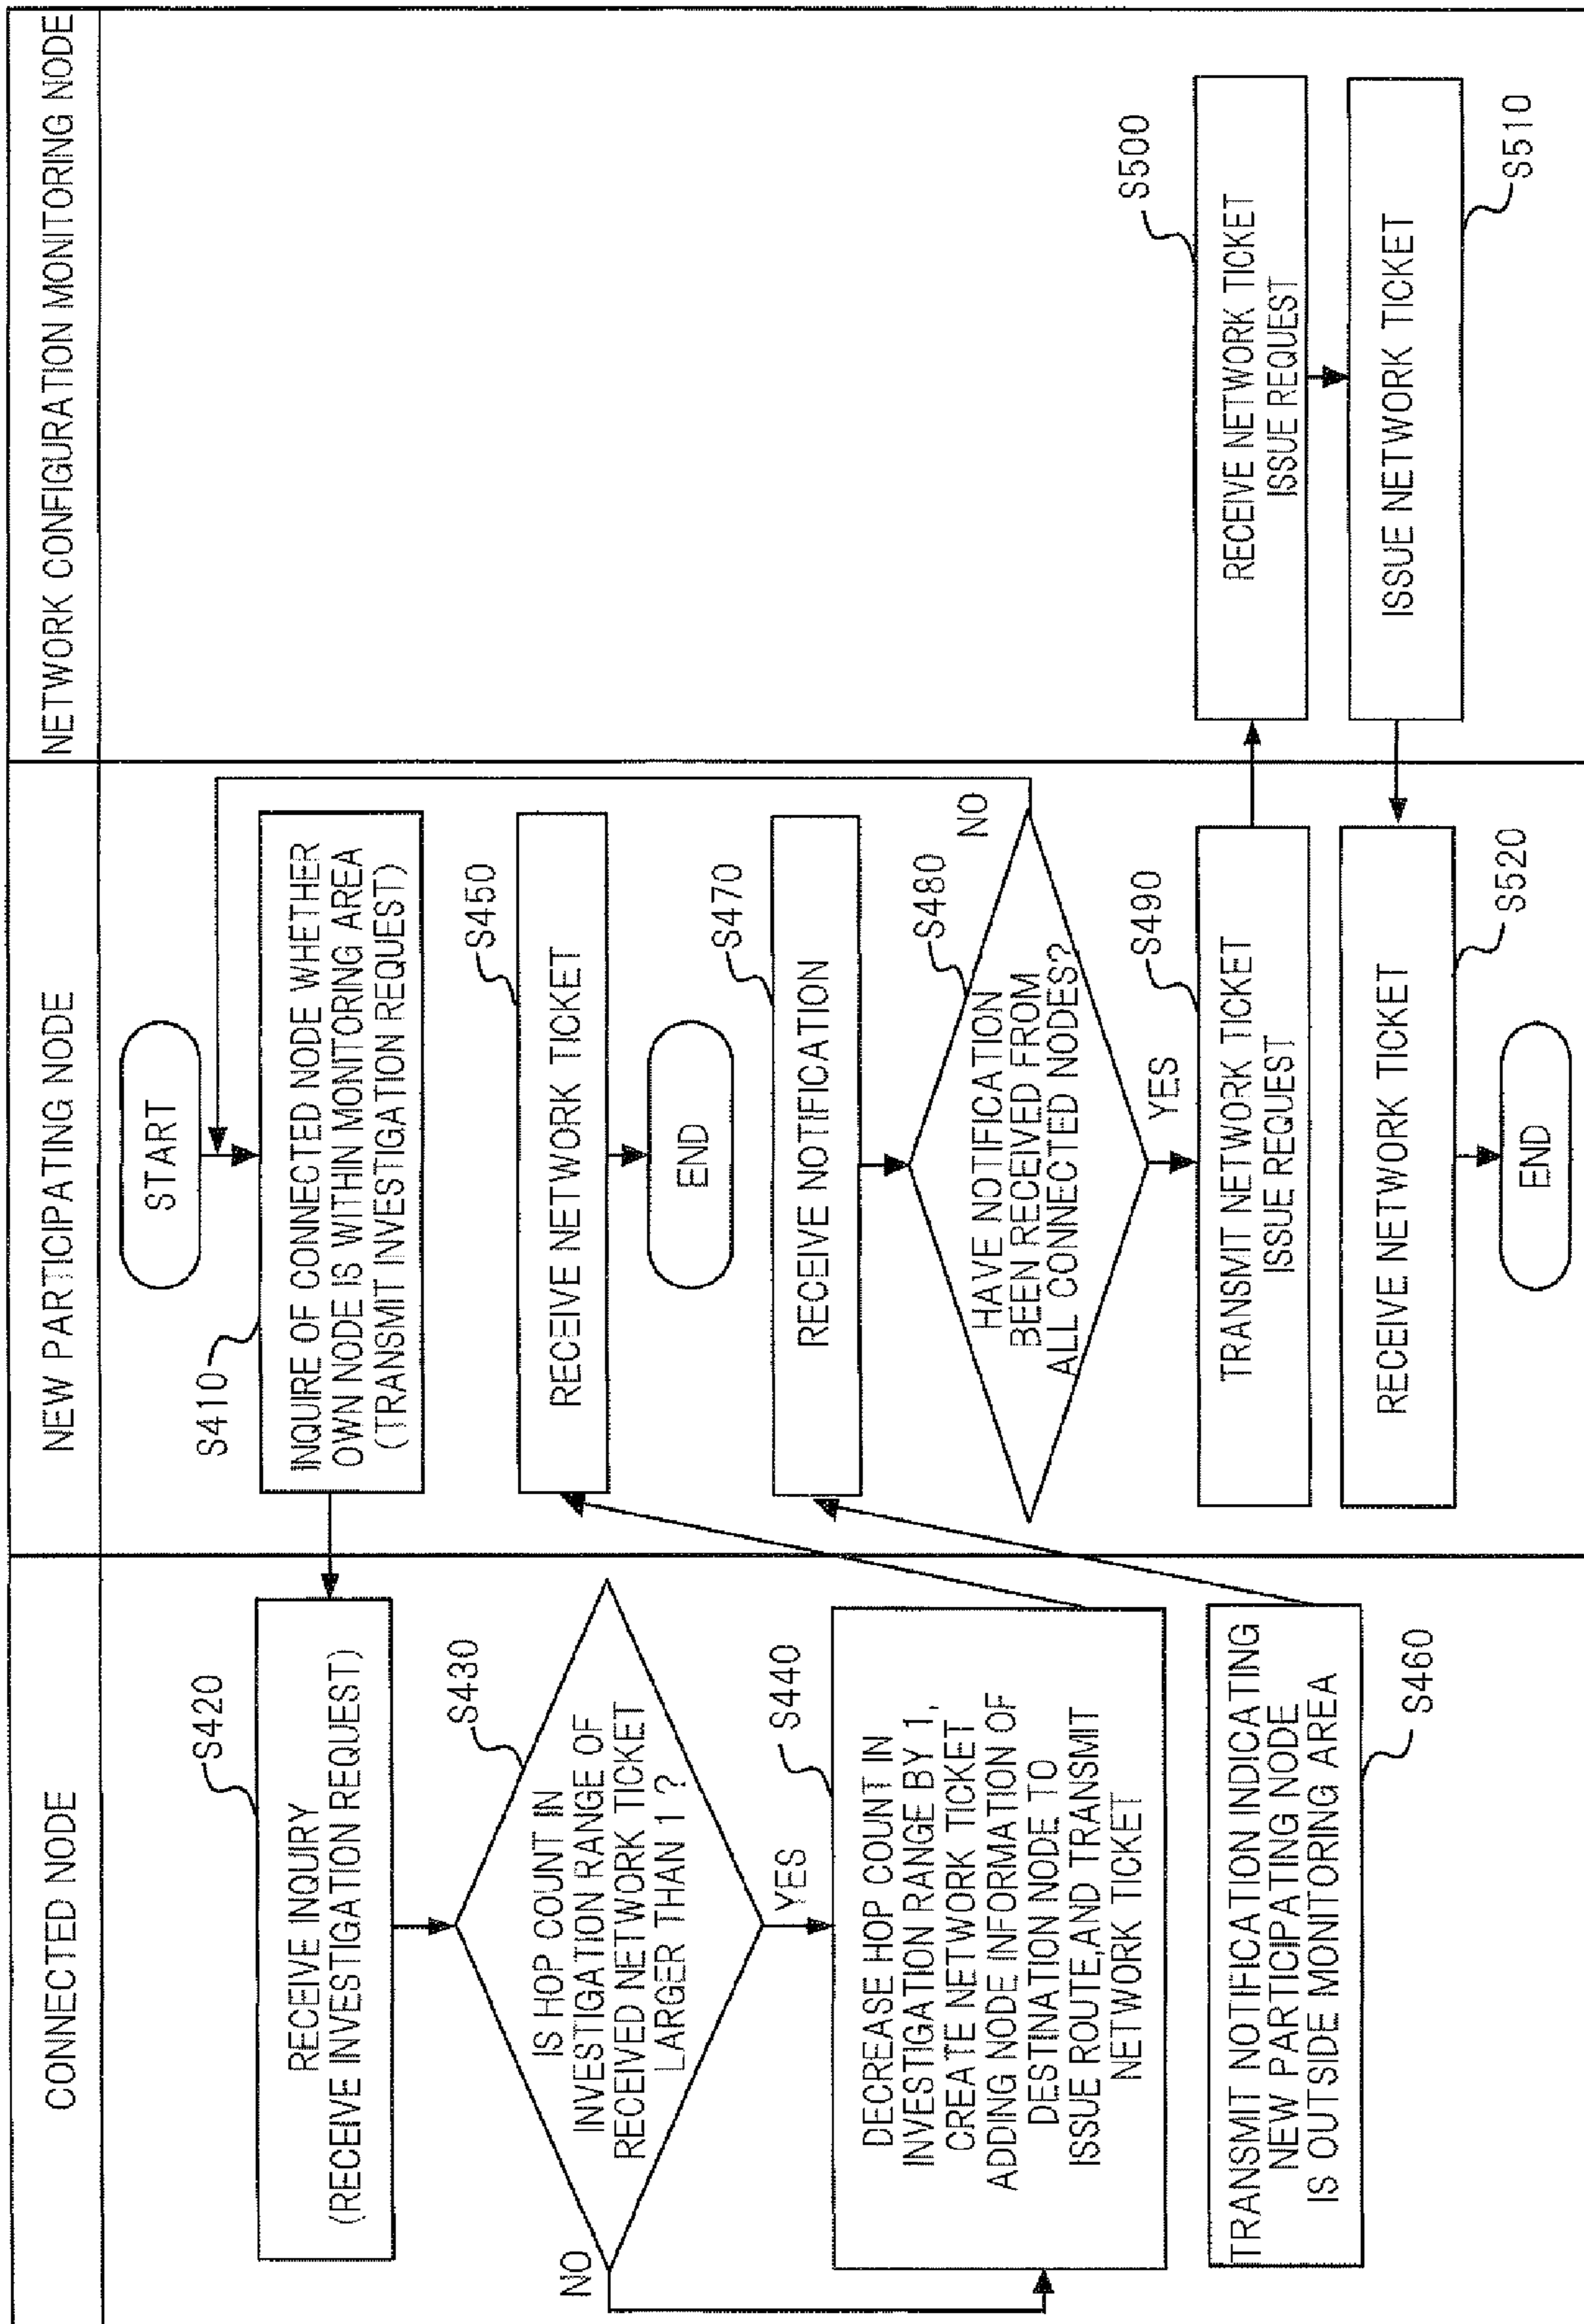 CONNECTED NODE
NEW PARTICIPATING NODE
NETWORK CONFIGURATION MONITORING NODE
START
S410
INQUIRE OF CONNECTED NODE WHETHER
OWN NODE IS WITHIN MONITORING AREA
(TRANSMIT INVESTIGATION REQUEST)
S420
RECEIVE INQUIRY
(RECEIVE INVESTIGATION REQUEST)
S430
IS HOP COUNT IN
INVESTIGATION RANGE OF
RECEIVED NETWORK TICKET
LARGER THAN 1 ?
NO
YES
S440
DECREASE HOP COUNT IN
INVESTIGATION RANGE BY 1,
CREATE NETWORK TICKET
ADDING NODE INFORMATION OF
DESTINATION NODE TO
ISSUE ROUTE,AND TRANSMIT
NETWORK TICKET
S450
RECEIVE NETWORK TICKET
END
TRANSMIT NOTIFICATION INDICATING
NEW PARTICIPATING NODE
IS OUTSIDE MONITORING AREA
S460
S470
RECEIVE NOTIFICATION
S480
HAVE NOTIFICATION
BEEN RECEIVED FROM
ALL CONNECTED NODES?
NO
YES
S490
TRANSMIT NETWORK TICKET
ISSUE REQUEST
S500
RECEIVE NETWORK TICKET
ISSUE REQUEST
ISSUE NETWORK TICKET
S510
RECEIVE NETWORK TICKET
S520
END